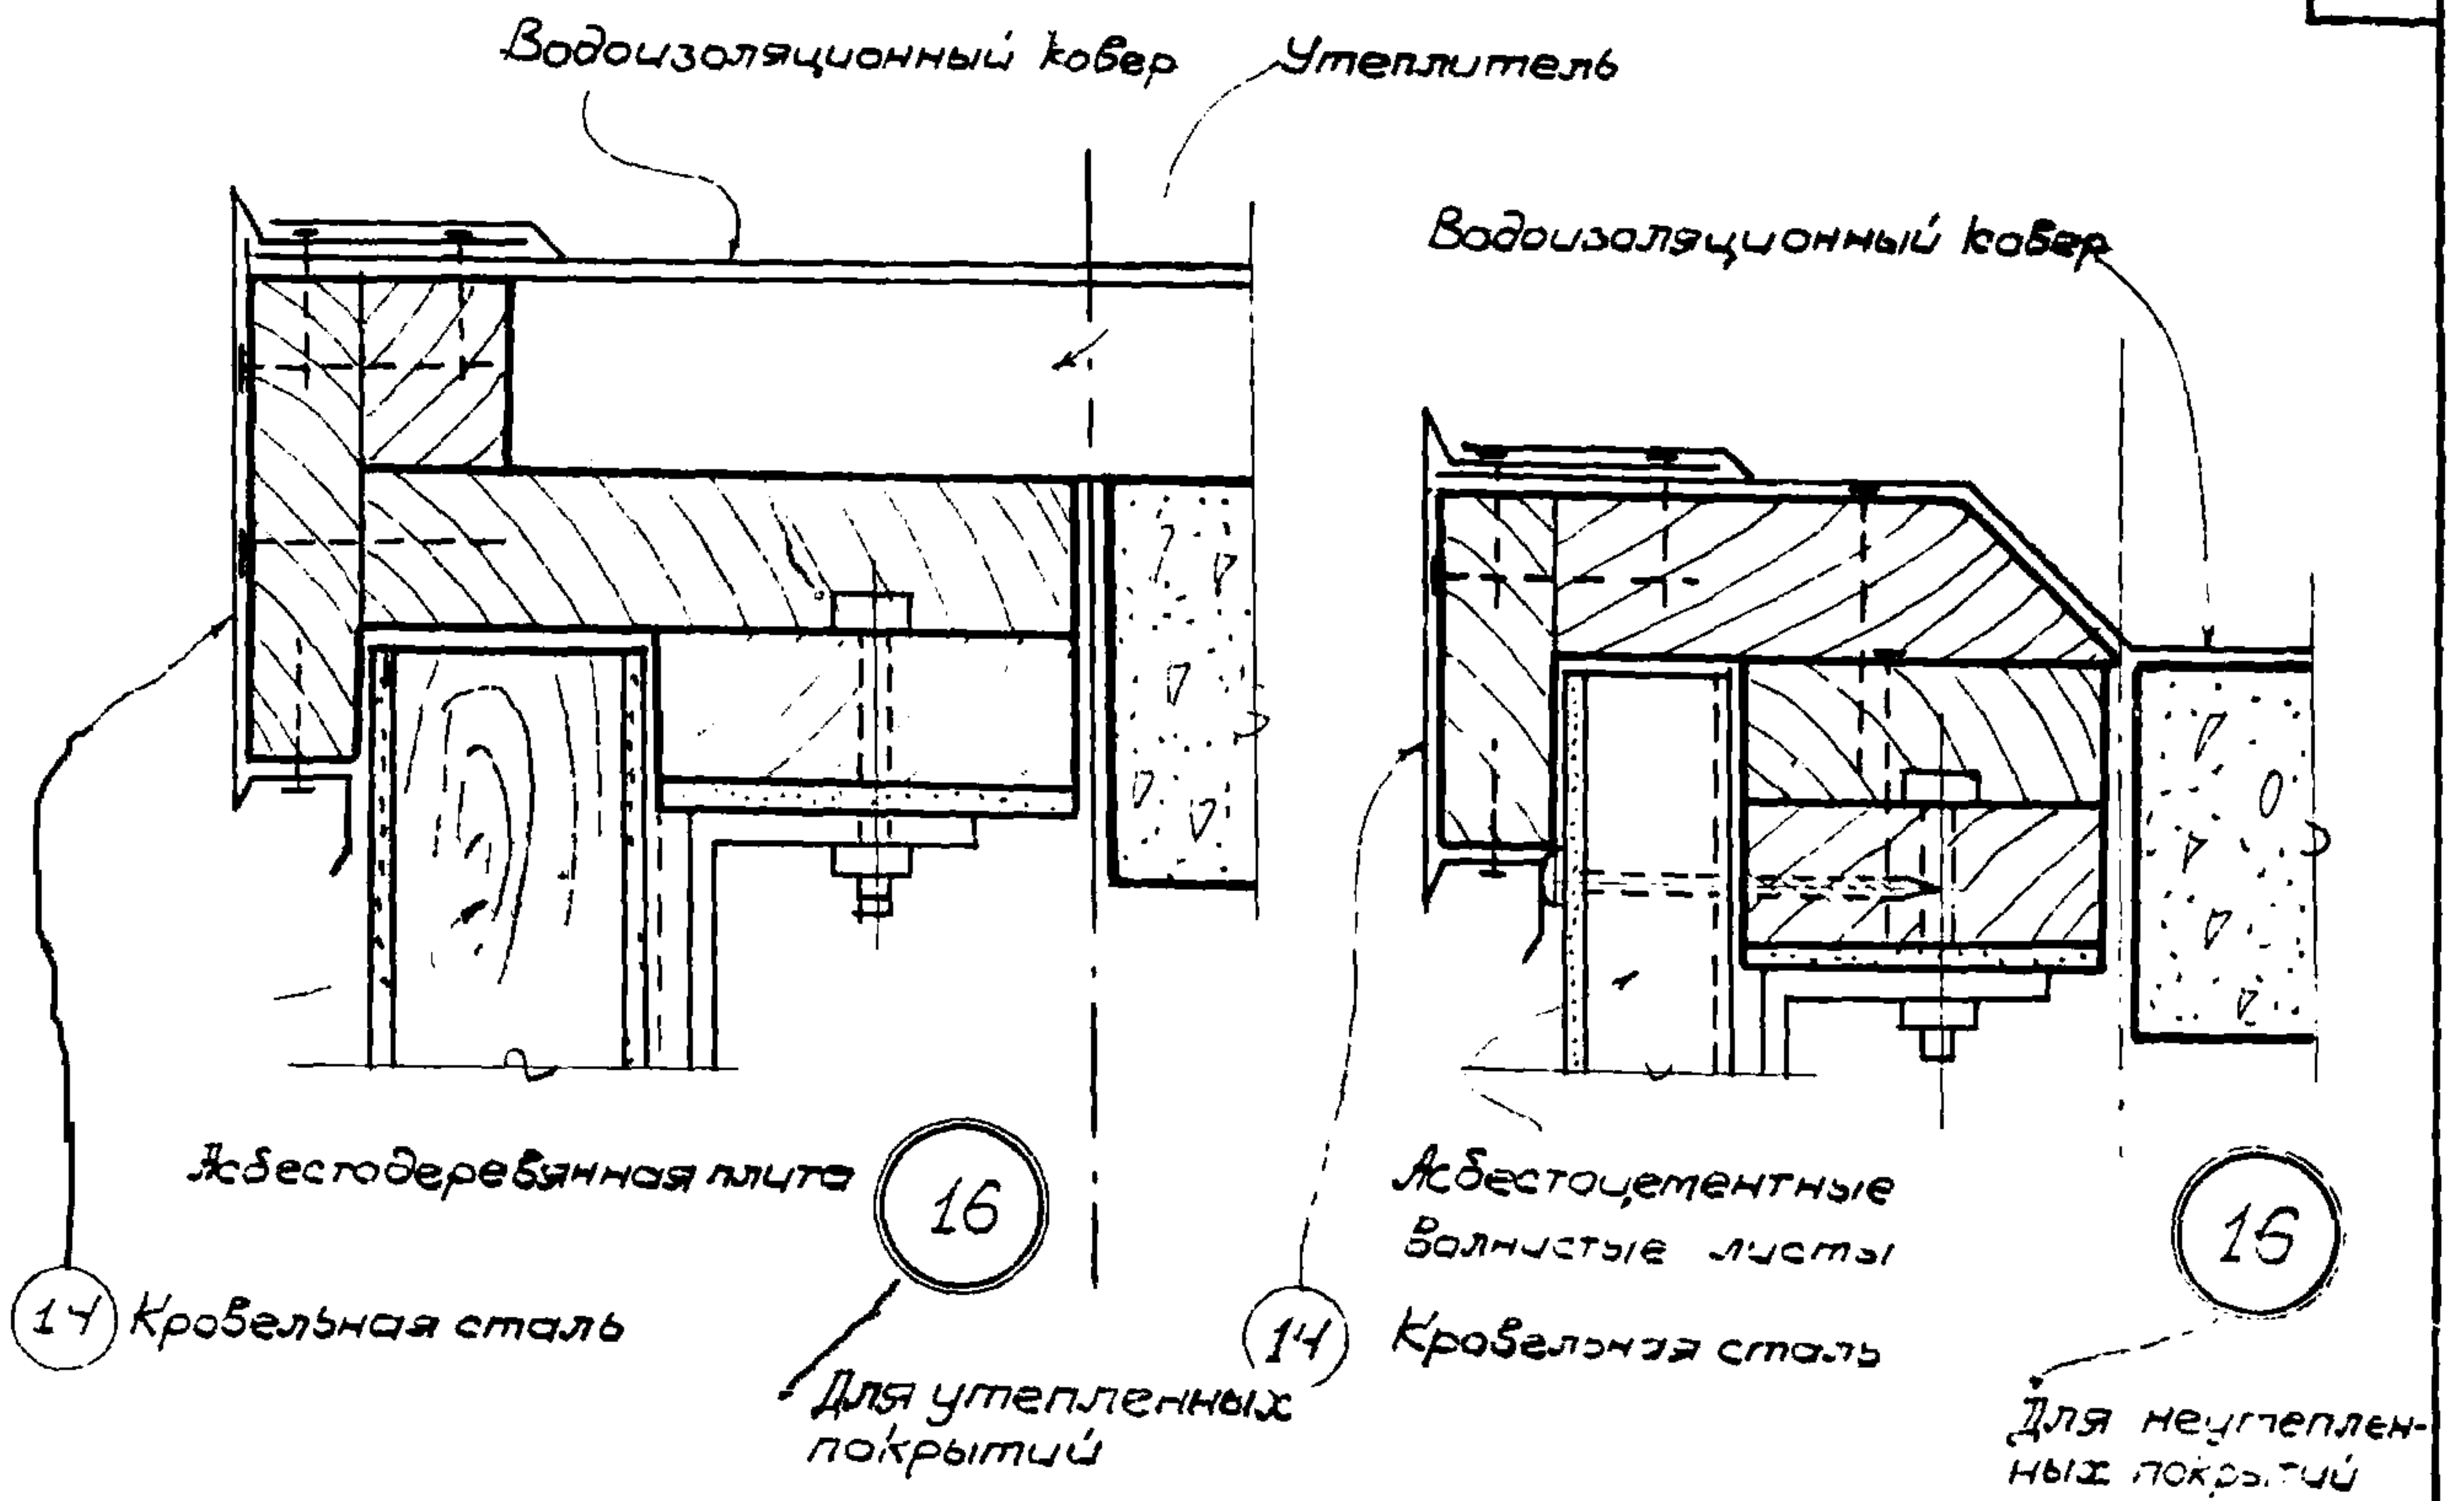 Водоизоляционный ковер
Утеплитель
Водоизоляционный ковер
Асбестодеревянная плита
16
14 Кровельная сталь
Для утепленных
покрытий
Асбестоцементные
Волнистые листы
16
14 Кровельная сталь
Для неутеплен-
ных покрытий